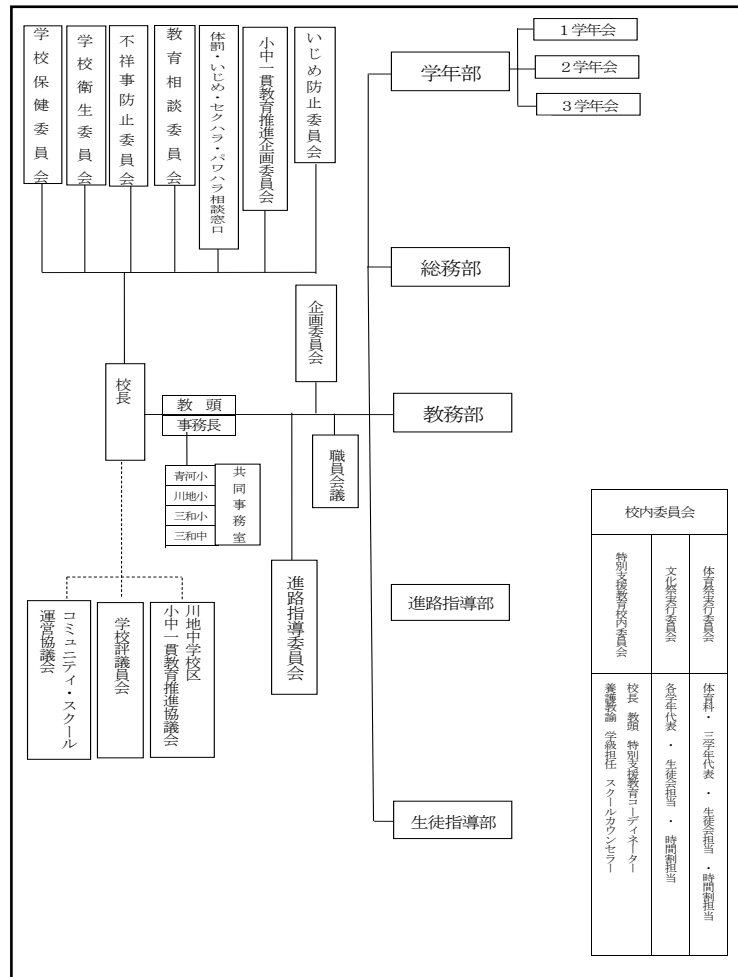 学校保健委員会
学校衛生委員会
不祥事防止委員会
教育相談委員会
体罰・いじめ・セクハラ・パワハラ相談窓口
小中一貫教育推進企画委員会
いじめ防止委員会
学年部
1学年会
2学年会
3学年会
総務部
企画委員会
校長
教頭
事務長
教務部
職員会議
青河小
川地小
三和小
三和中
共同事務室
進路指導委員会
進路指導部
生徒指導部
コミュニティ・スクール
運営協議会
学校評議員会
川地中学校区
小中一貫教育推進協議会
校内委員会
特別支援教育校内委員会
文化祭実行委員会
体育祭実行委員会
校長 教頭 特別支援教育コーディネーター
養護教諭 学級担任 スクールカウンセラー
各学年代表 ・ 生徒会担当 ・ 時間割担当
体育科・ 三学年代表 ・ 生徒会担当 ・時間割担当